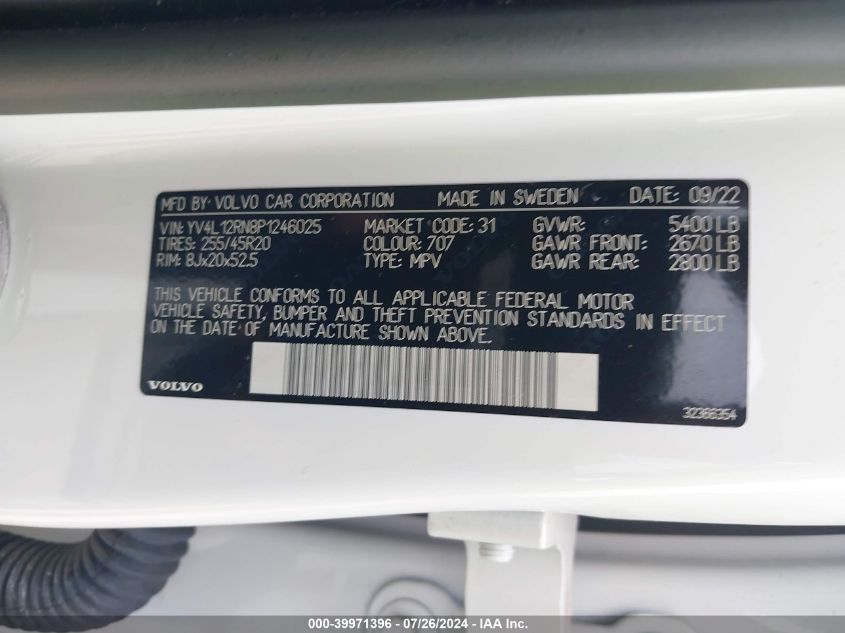 MFD BY: VOLVO CAR CORPORATION MADE IN SWEDEN DATE: 09/22
VIN: YV4L12RN8P1246025 MARKET CODE: 31 GVWR: 5400 LB
TIRES: 255/45R20 COLOUR: 707 GAWR FRONT: 2670 LB
RIM: 8Jx20x52.5 TYPE: MPV GAWR REAR: 2800 LB
THIS VEHICLE CONFORMS TO ALL APPLICABLE FEDERAL MOTOR
VEHICLE SAFETY, BUMPER AND THEFT PREVENTION STANDARDS IN EFFECT
ON THE DATE OF MANUFACTURE SHOWN ABOVE.
VOLVO
32366354
000-39971396 - 07/26/2024 - IAA Inc.